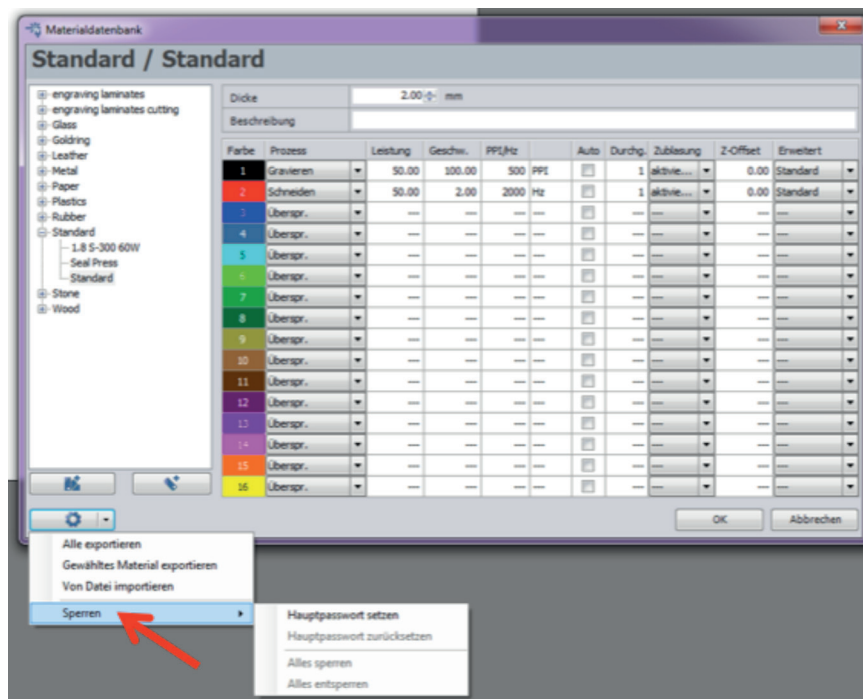 Materialdatenbank
Standard / Standard
engraving laminates
engraving laminates cutting
Glass
Goldring
Leather
Metal
Paper
Plastics
Rubber
Standard
1.8 S-300 60W
Seal Press
Standard
Stone
Wood
Dicke 2.00 mm
Beschreibung
Farbe Prozess Leistung Geschw. PPI/Hz Auto Durchg. Zublasung Z-Offset Erweitert
1 Gravieren 50.00 100.00 500 PPI 1 aktivie... 0.00 Standard
2 Schneiden 50.00 2.00 2000 Hz 1 aktivie... 0.00 Standard
3 Überspr. --- --- --- --- --- --- --- ---
4 Überspr. --- --- --- --- --- --- --- ---
5 Überspr. --- --- --- --- --- --- --- ---
6 Überspr. --- --- --- --- --- --- --- ---
7 Überspr. --- --- --- --- --- --- --- ---
8 Überspr. --- --- --- --- --- --- --- ---
9 Überspr. --- --- --- --- --- --- --- ---
10 Überspr. --- --- --- --- --- --- --- ---
11 Überspr. --- --- --- --- --- --- --- ---
12 Überspr. --- --- --- --- --- --- --- ---
13 Überspr. --- --- --- --- --- --- --- ---
14 Überspr. --- --- --- --- --- --- --- ---
15 Überspr. --- --- --- --- --- --- --- ---
16 Überspr. --- --- --- --- --- --- --- ---
OK Abbrechen
Alle exportieren
Gewähltes Material exportieren
Von Datei importieren
Sperren
Hauptpasswort setzen
Hauptpasswort zurücksetzen
Alles sperren
Alles entsperren